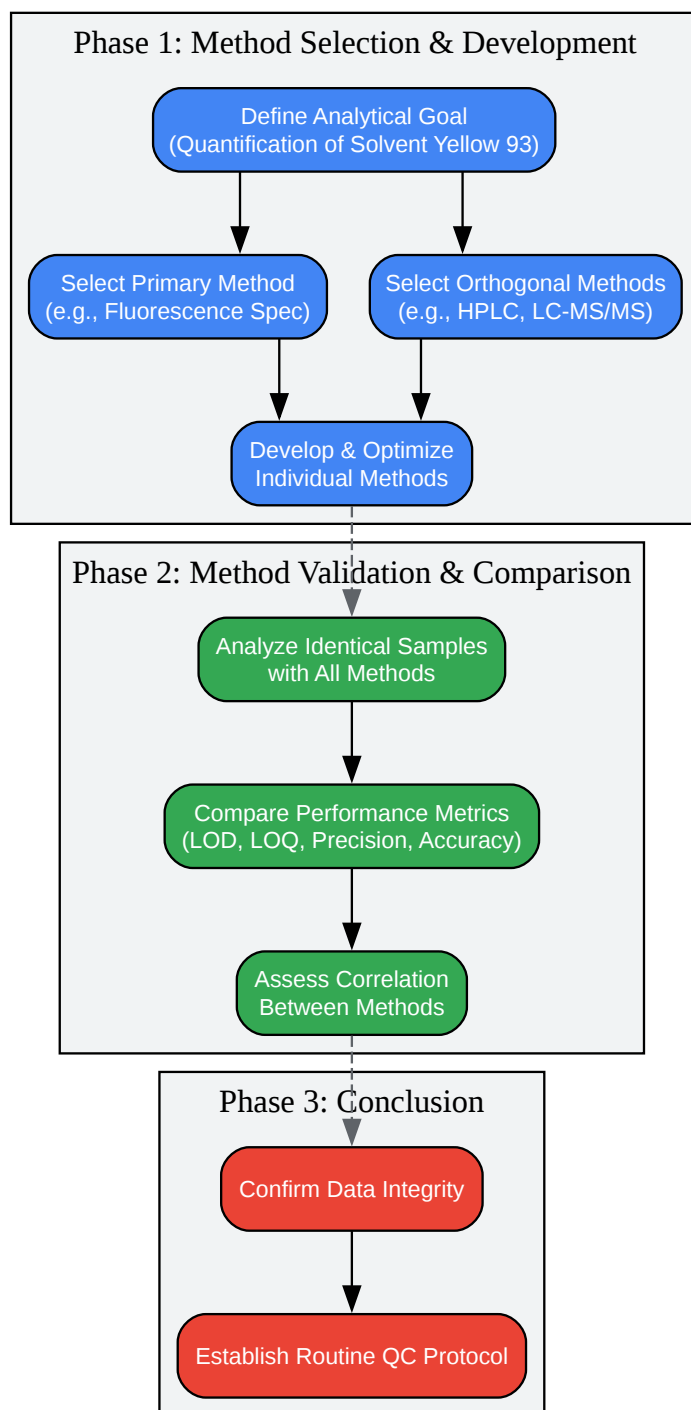 Phase 1: Method Selection & Development
Define Analytical Goal
(Quantification of Solvent Yellow 93)
Select Primary Method
(e.g., Fluorescence Spec)
Select Orthogonal Methods
(e.g., HPLC, LC-MS/MS)
Develop & Optimize
Individual Methods
Phase 2: Method Validation & Comparison
Analyze Identical Samples
with All Methods
Compare Performance Metrics
(LOD, LOQ, Precision, Accuracy)
Assess Correlation
Between Methods
Phase 3: Conclusion
Confirm Data Integrity
Establish Routine QC Protocol